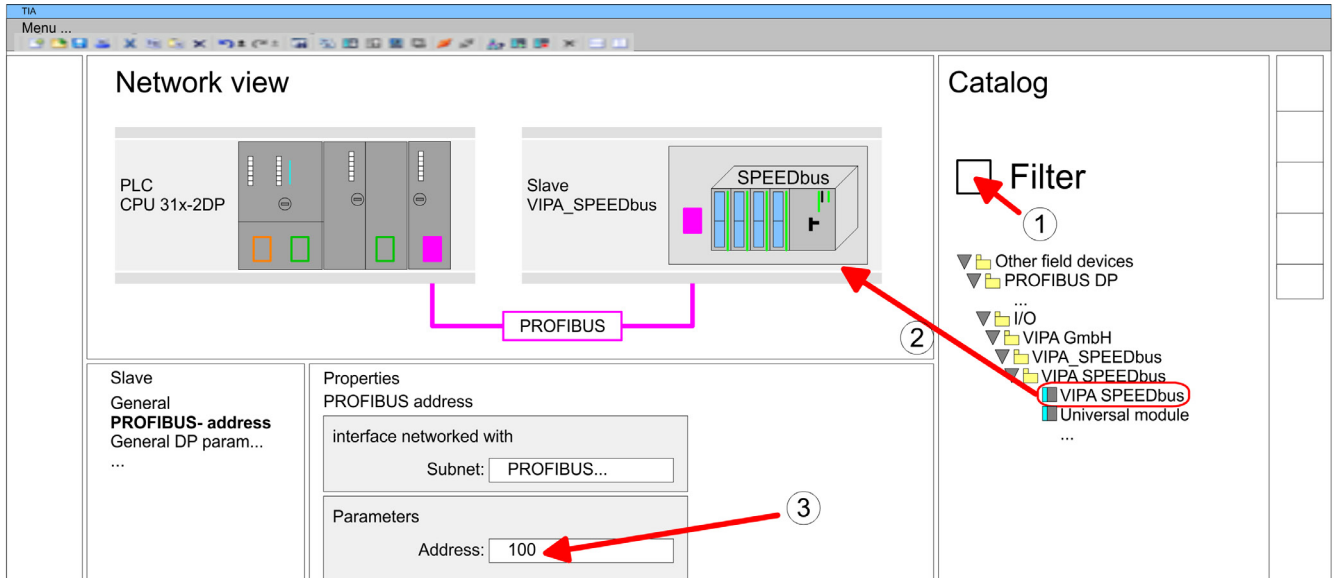 TIA
Menu ...
Network view
PLC
CPU 31x-2DP
Slave
VIPA_SPEEDbus
SPEEDbus
PROFIBUS
2
Catalog
Filter
1
Other field devices
PROFIBUS DP
...
I/O
VIPA GmbH
VIPA_SPEEDbus
VIPA SPEEDbus
VIPA SPEEDbus
Universal module
...
Slave
General
PROFIBUS- address
General DP param...
...
Properties
PROFIBUS address
interface networked with
Subnet: PROFIBUS...
Parameters
Address: 100
3